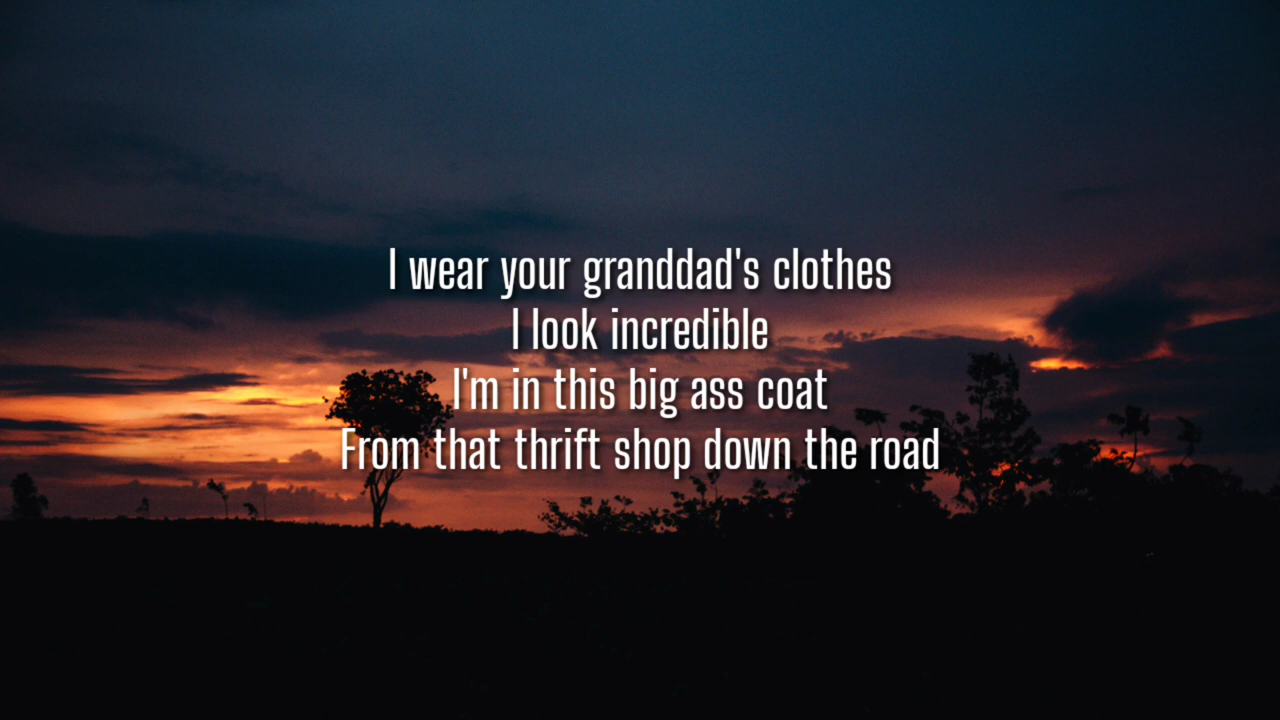 I wear your granddad's clothes
I look incredible
I'm in this big ass coat
From that thrift shop down the road